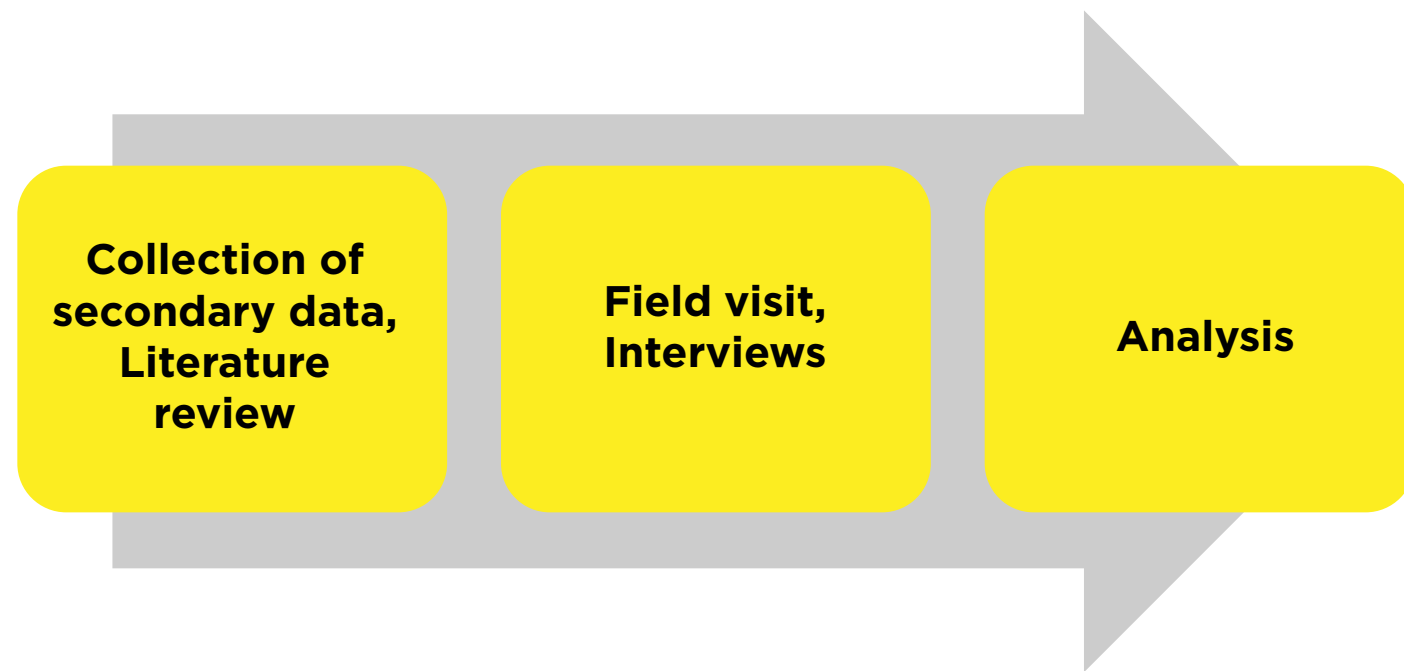 Collection of
secondary data,
Literature
review
Field visit,
Interviews
Analysis